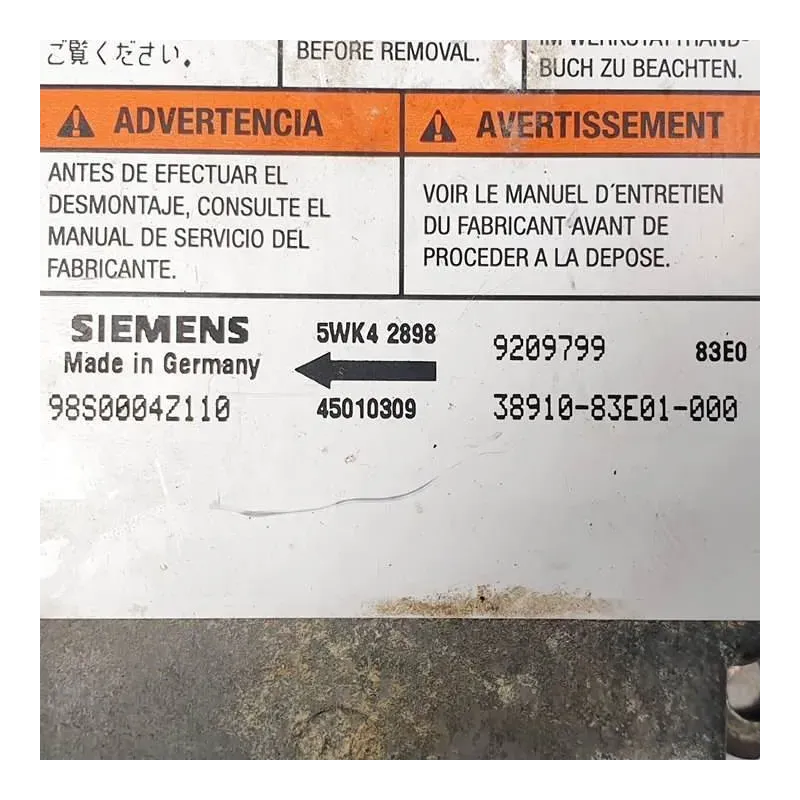 ご覧ください。
BEFORE REMOVAL.
IM WERKSTATTHAND-
BUCH ZU BEACHTEN.
ADVERTENCIA
ANTES DE EFECTUAR EL
DESMONTAJE, CONSULTE EL
MANUAL DE SERVICIO DEL
FABRICANTE.
AVERTISSEMENT
VOIR LE MANUEL D'ENTRETIEN
DU FABRICANT AVANT DE
PROCEDER A LA DEPOSE.
SIEMENS
Made in Germany
98S0004Z110
5WK4 2898
45010309
9209799 83E0
38910-83E01-000